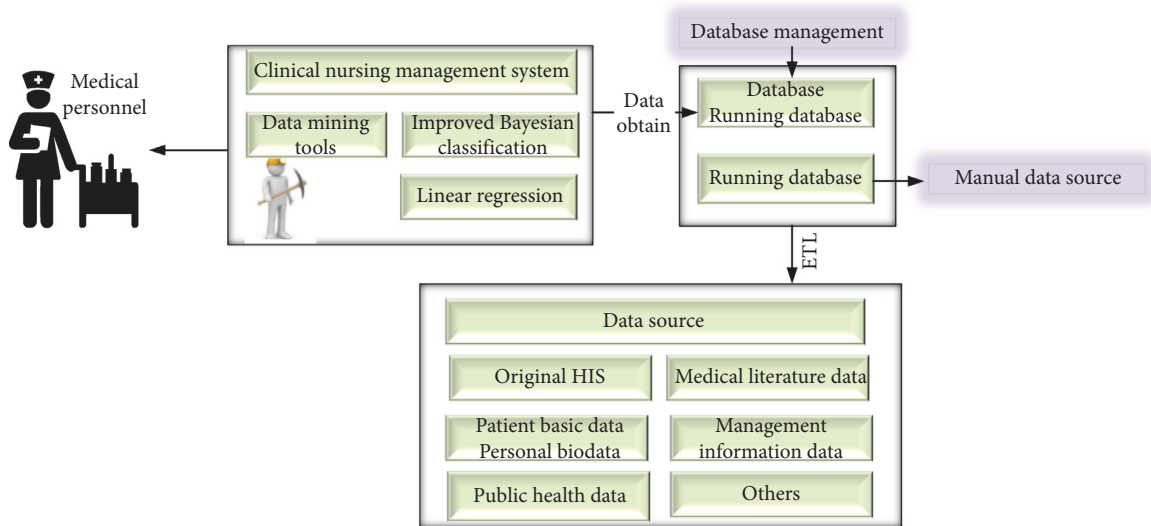 Medical
personnel
Clinical nursing management system
Data mining
tools
Improved Bayesian
classification
Linear regression
Data
obtain
Database management
Database
Running database
Running database
Manual data source
ETL
Data source
Original HIS
Medical literature data
Patient basic data
Personal biodata
Management
information data
Public health data
Others